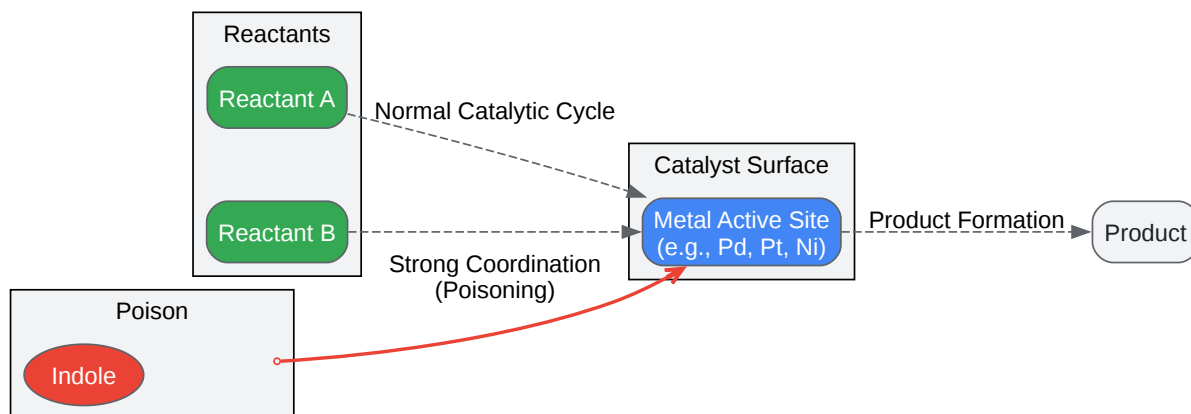 Reactants
Reactant A
Normal Catalytic Cycle
Catalyst Surface
Reactant B
Metal Active Site
(e.g., Pd, Pt, Ni)
Product Formation
Product
Strong Coordination
(Poisoning)
Poison
Indole